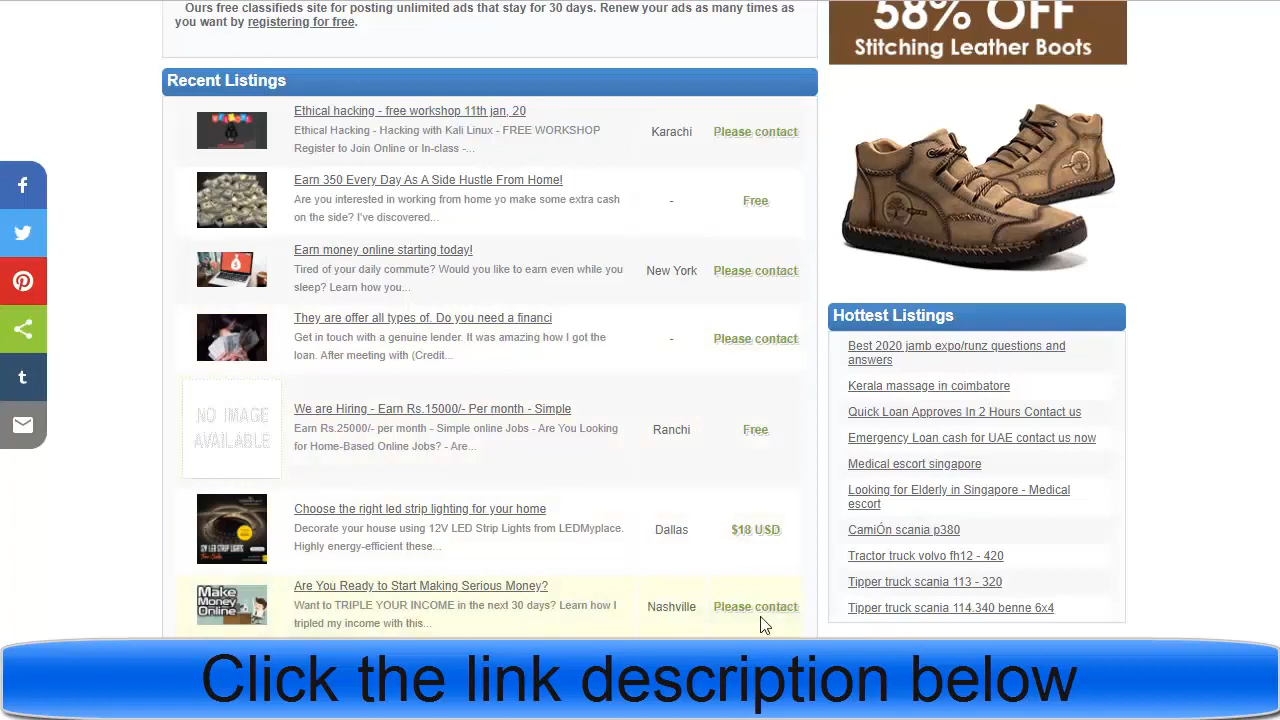 Ours free classifieds site for posting unlimited ads that stay for 30 days. Renew your ads as many times as
you want by registering for free.
58% OFF
Stitching Leather Boots
Recent Listings
Ethical hacking - free workshop 11th jan, 20
Ethical Hacking - Hacking with Kali Linux - FREE WORKSHOP
Register to Join Online or In-class -...
Karachi
Please contact
Earn 350 Every Day As A Side Hustle From Home!
Are you interested in working from home yo make some extra cash
on the side? I've discovered...
-
Free
Earn money online starting today!
Tired of your daily commute? Would you like to earn even while you
sleep? Learn how you...
New York
Please contact
They are offer all types of. Do you need a financi
Get in touch with a genuine lender. It was amazing how I got the
loan. After meeting with (Credit...
-
Please contact
NO IMAGE
AVAILABLE
We are Hiring - Earn Rs.15000/- Per month - Simple
Earn Rs.25000/- per month - Simple online Jobs - Are You Looking
for Home-Based Online Jobs? - Are...
Ranchi
Free
Choose the right led strip lighting for your home
Decorate your house using 12V LED Strip Lights from LEDMyplace.
Highly energy-efficient these...
Dallas
$18 USD
Make
Money
Online
Are You Ready to Start Making Serious Money?
Want to TRIPLE YOUR INCOME in the next 30 days? Learn how I
tripled my income with this...
Nashville
Please contact
Hottest Listings
Best 2020 jamb expo/runz questions and
answers
Kerala massage in coimbatore
Quick Loan Approves In 2 Hours Contact us
Emergency Loan cash for UAE contact us now
Medical escort singapore
Looking for Elderly in Singapore - Medical
escort
CamiÓn scania p380
Tractor truck volvo fh12 - 420
Tipper truck scania 113 - 320
Tipper truck scania 114.340 benne 6x4
Click the link description below